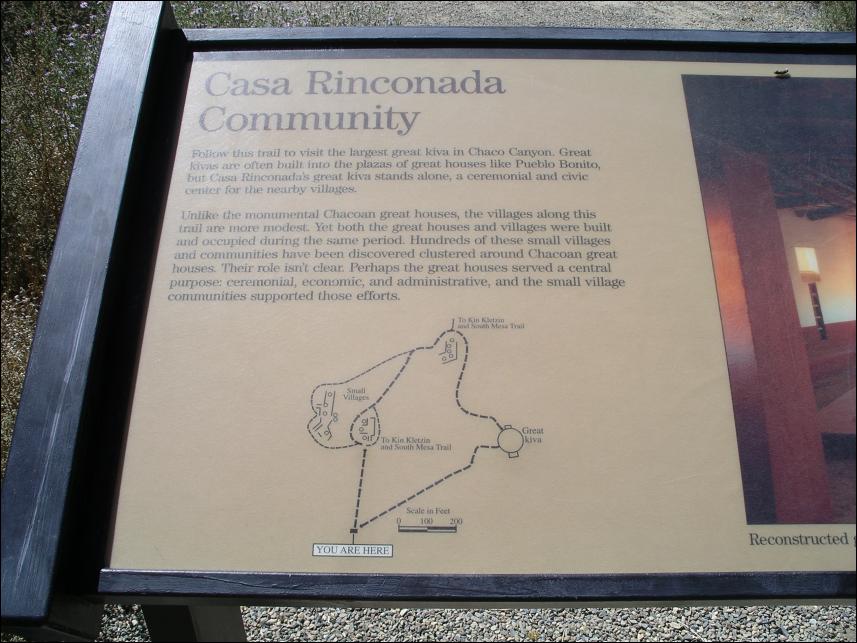 Casa Rinconada
Community
Follow this trail to visit the largest great kiva in Chaco Canyon. Great
kivas are often built into the plazas of great houses like Pueblo Bonito,
but Casa Rinconada's great kiva stands alone, a ceremonial and civic
center for the nearby villages.
Unlike the monumental Chacoan great houses, the villages along this
trail are more modest. Yet both the great houses and villages were built
and occupied during the same period. Hundreds of these small villages
and communities have been discovered clustered around Chacoan great
houses. Their role isn't clear. Perhaps the great houses served a central
purpose: ceremonial, economic, and administrative, and the small village
communities supported those efforts.
To Kin Kletzin
and South Mesa Trail
Small
Villages
To Kin Kletzin
and South Mesa Trail
Great
kiva
Scale in Feet
0 100 200
YOU ARE HERE
Reconstructed